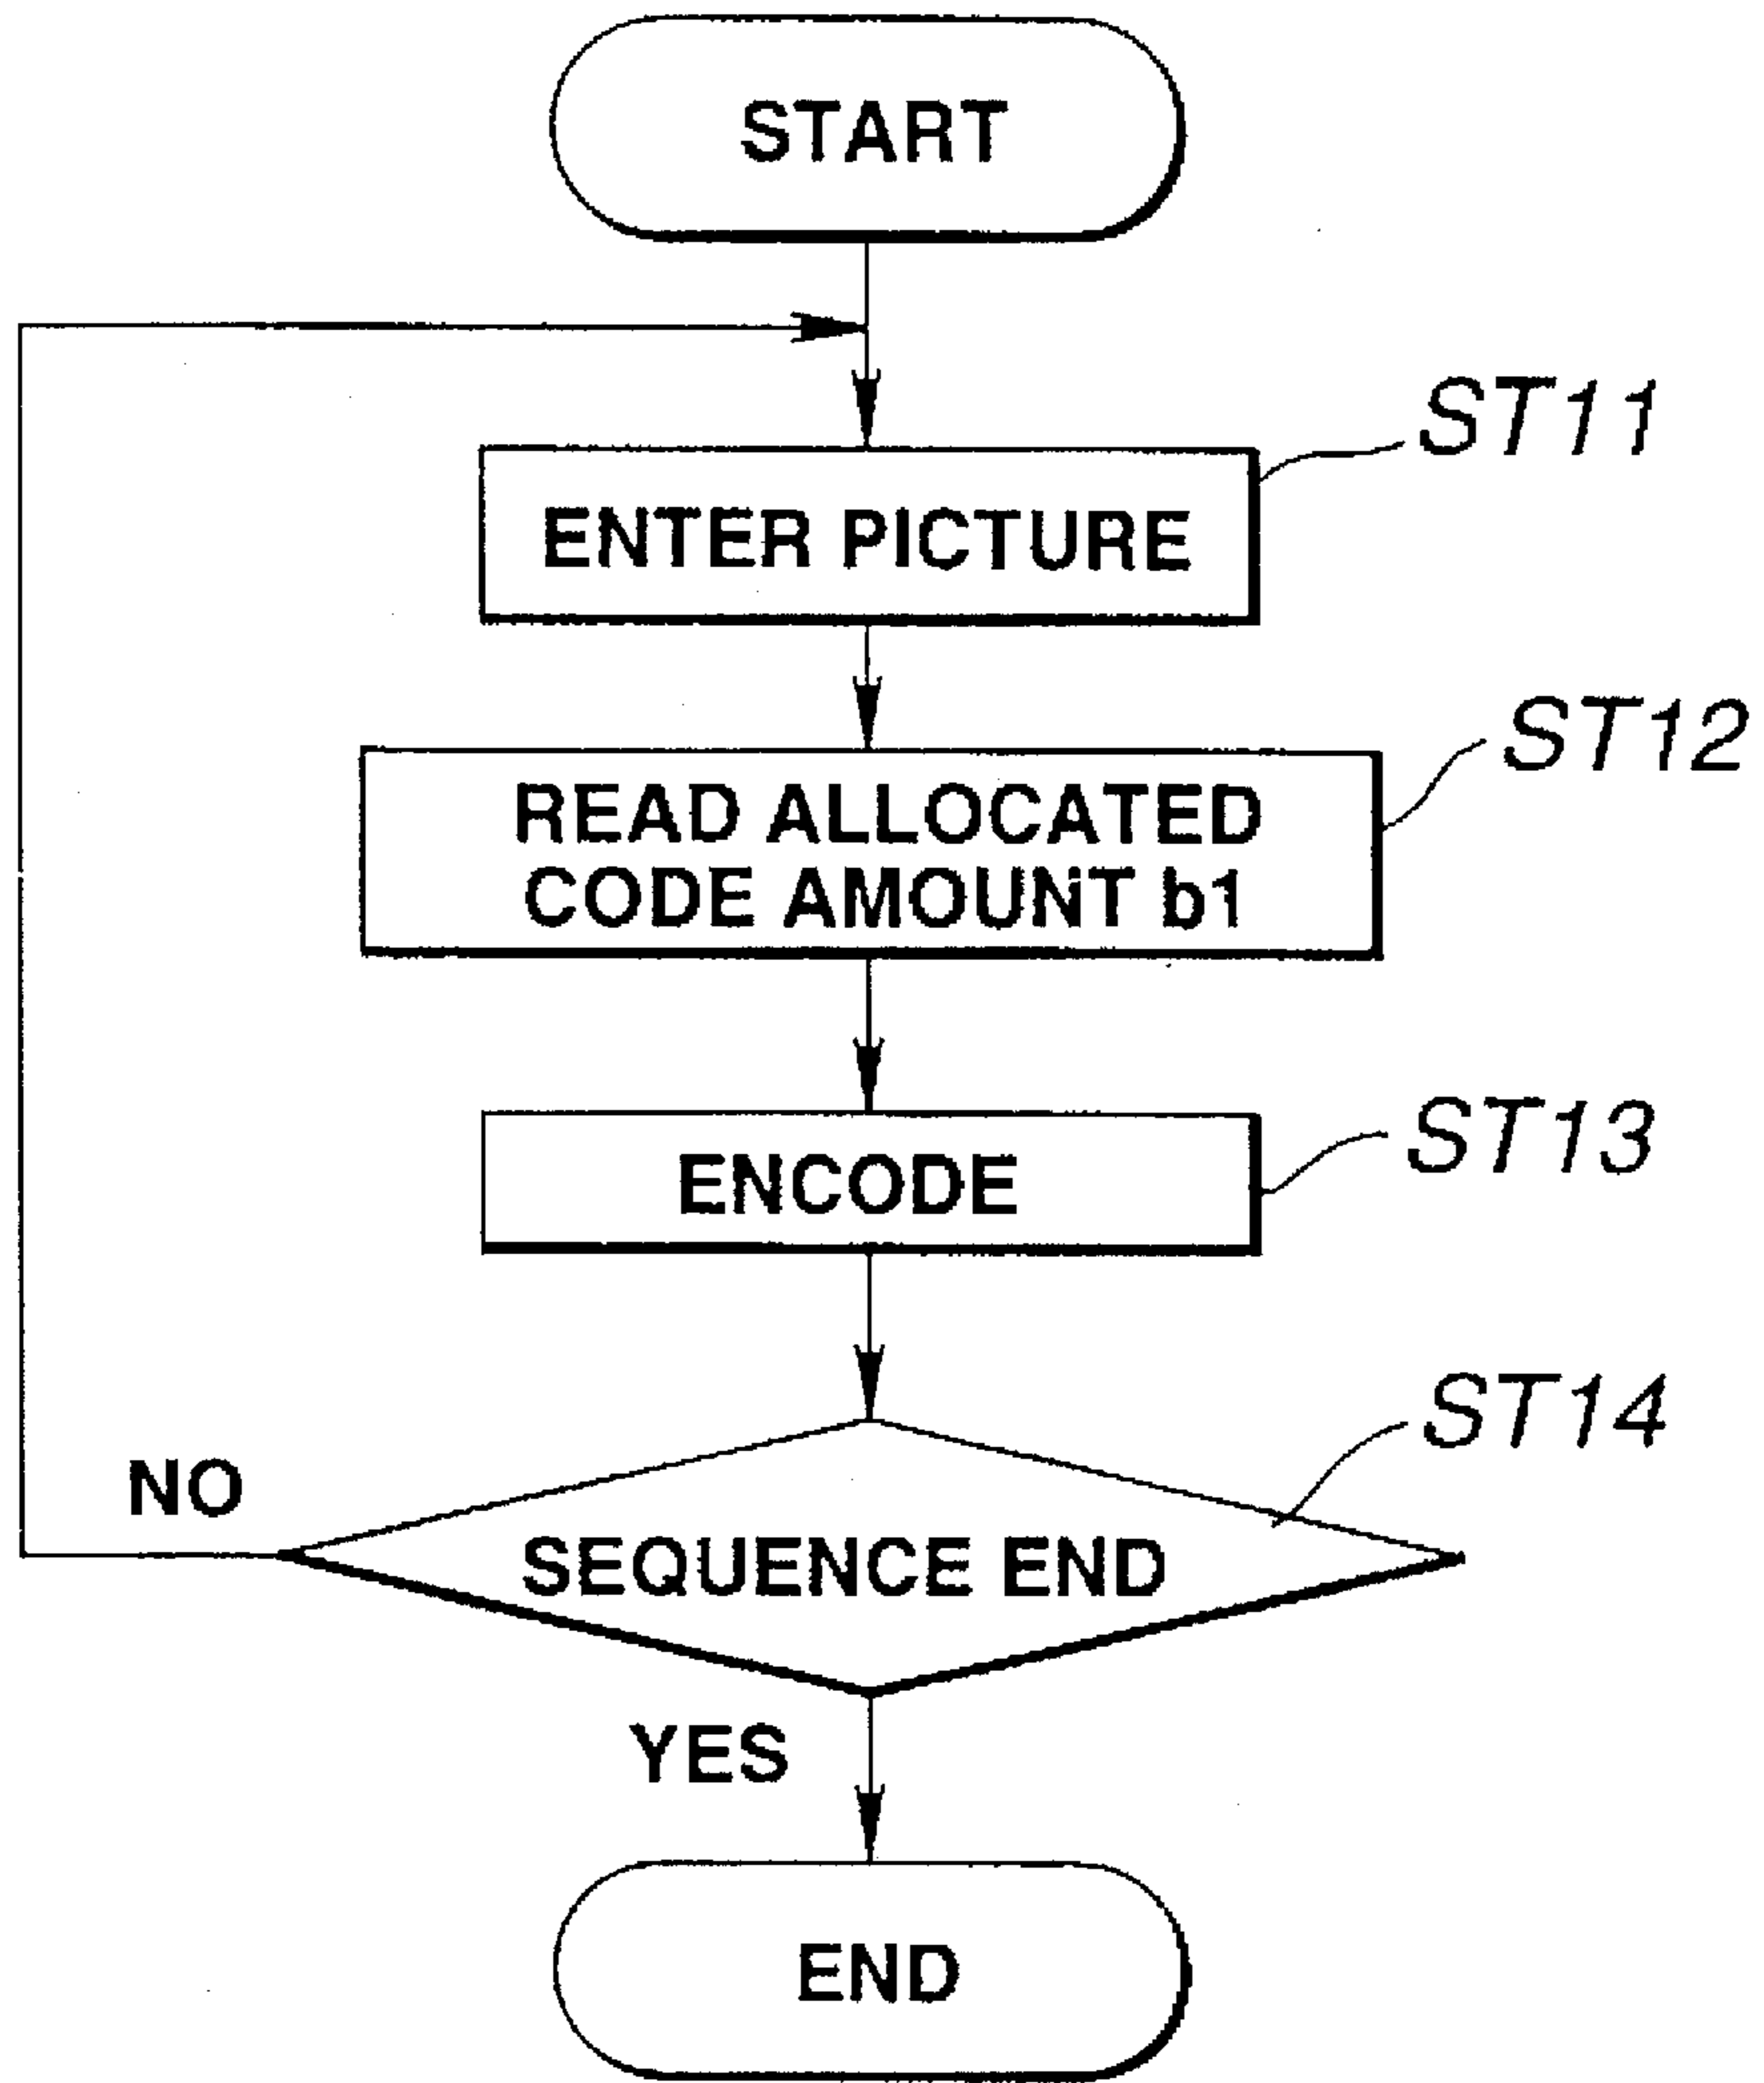 START
ST11
ENTER PICTURE
ST12
READ ALLOCATED
CODE AMOUNT b1
ST13
ENCODE
ST14
NO
SEQUENCE END
YES
END